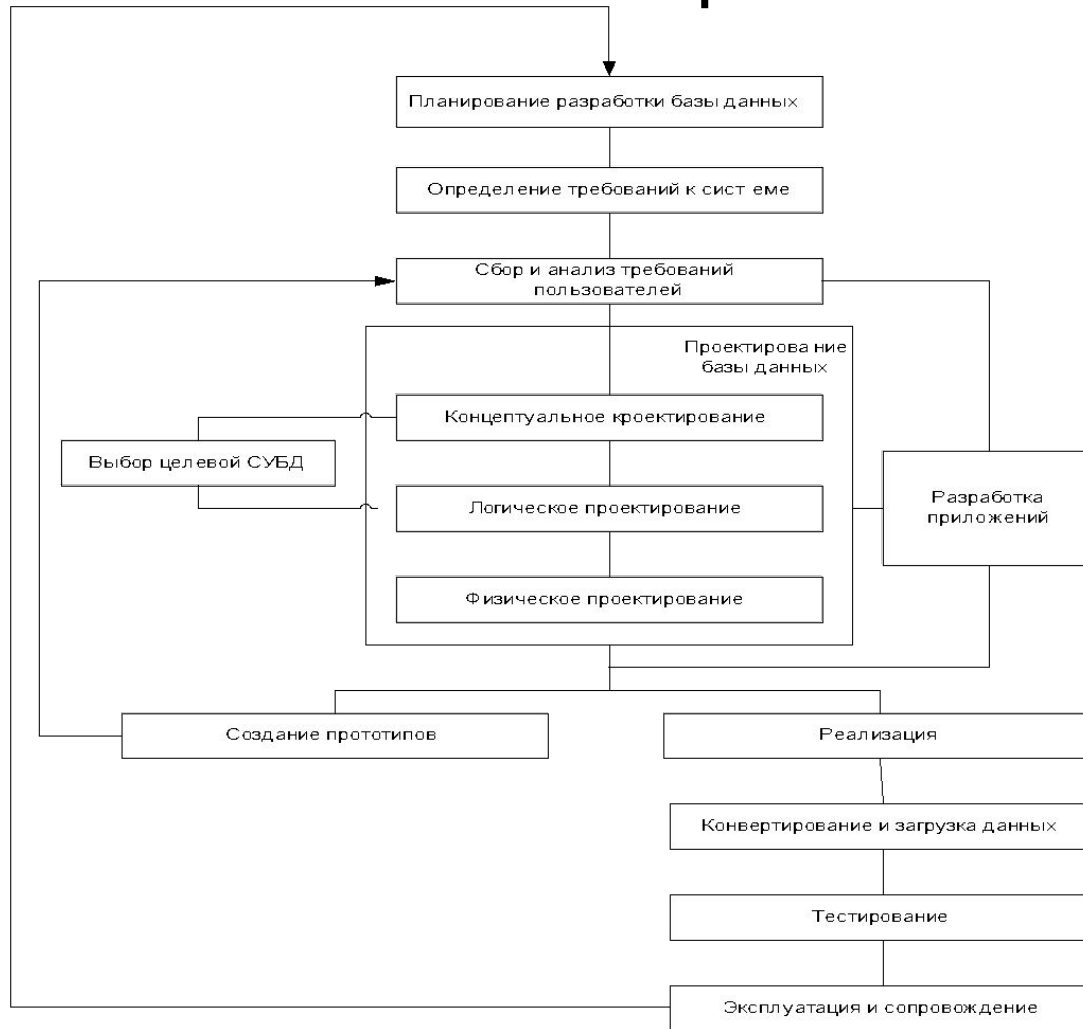 Планирование разработки базы данных
Определение требований к сист еме
Сбор и анализ требований
пользователей
Проектирова ние
базы данных
Концептуальное кроектирование
Выбор целевой СУБД
Логическое проектирование
Разработка
приложений
Физическое проектирование
Создание прототипов
Реализация
Конвертирование и загрузка данных
Тестирование
Эксплуатация и сопровождение